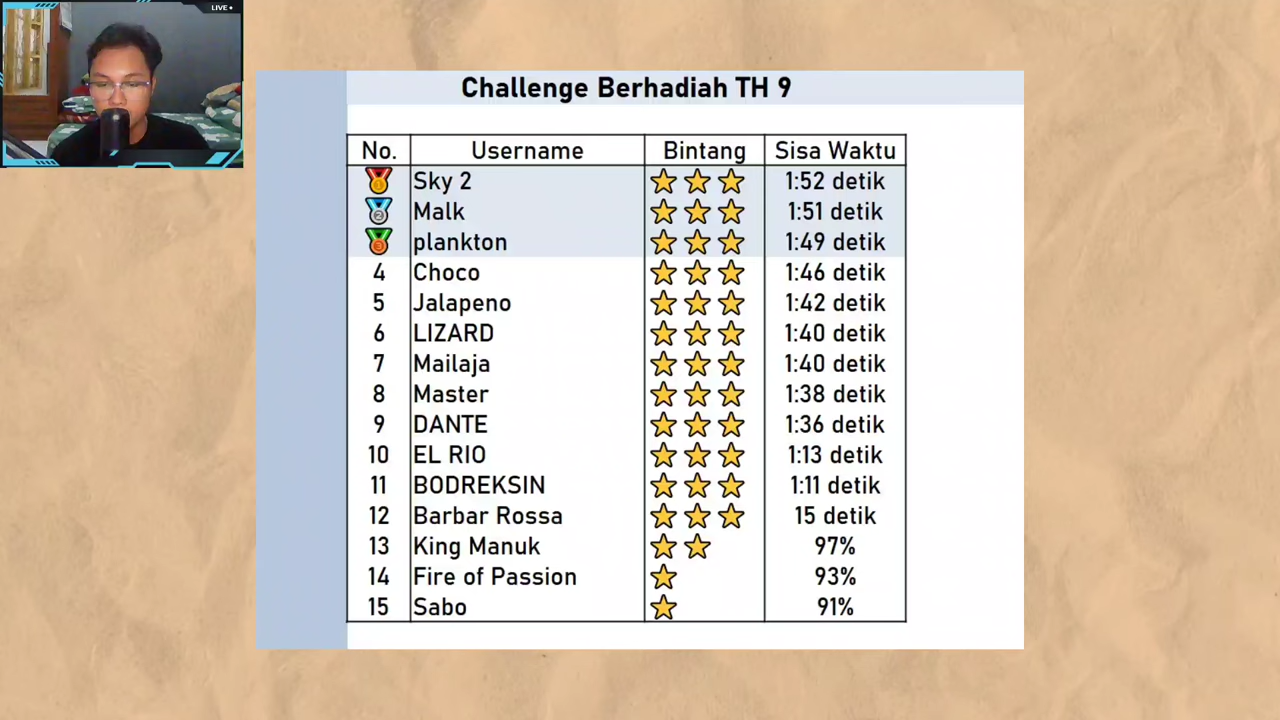 LIVE
Challenge Berhadiah TH 9
No. Username Bintang Sisa Waktu
1 Sky 2 1:52 detik
2 Malk 1:51 detik
3 plankton 1:49 detik
4 Choco 1:46 detik
5 Jalapeno 1:42 detik
6 LIZARD 1:40 detik
7 Mailaja 1:40 detik
8 Master 1:38 detik
9 DANTE 1:36 detik
10 EL RIO 1:13 detik
11 BODREKSIN 1:11 detik
12 Barbar Rossa 15 detik
13 King Manuk 97%
14 Fire of Passion 93%
15 Sabo 91%